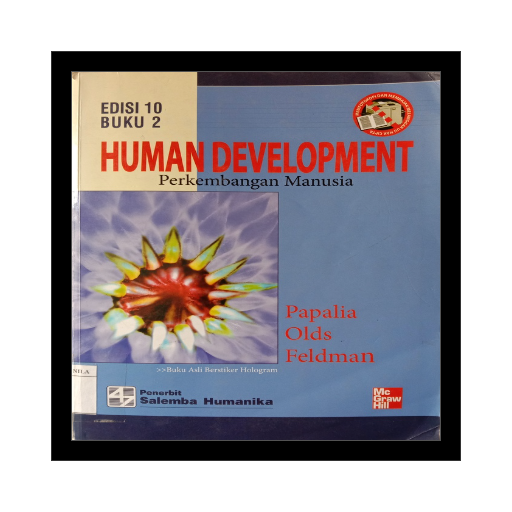 EDISI 10
BUKU 2
HUMAN DEVELOPMENT
Perkembangan Manusia
Papalia
Olds
Feldman
>>Buku Asli Berstiker Hologram
NILA
Penerbit
Salemba Humanika
Mc
Graw
Hill